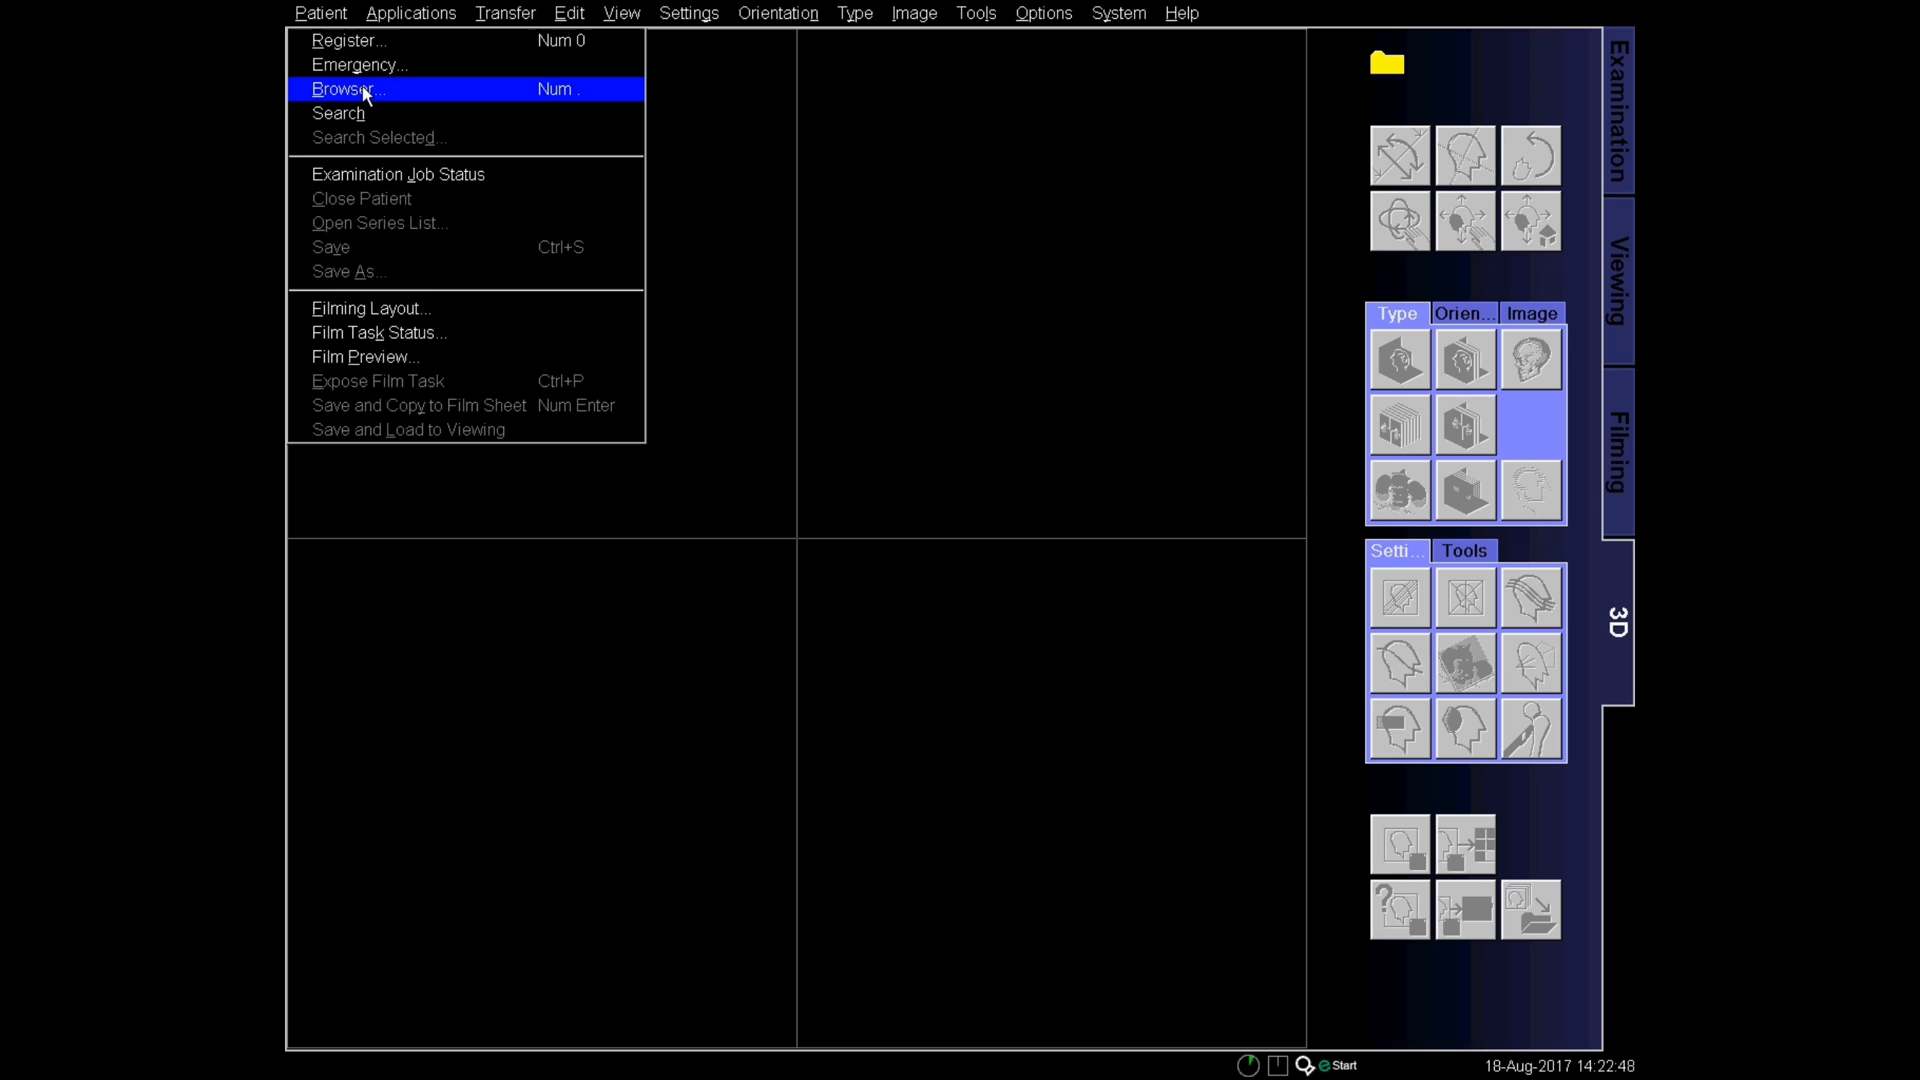 Patient Applications Transfer Edit View Settings Orientation Type Image Tools Options System Help
Register... Num 0
Emergency...
Browser... Num .
Search
Search Selected...
Examination Job Status
Close Patient
Open Series List...
Save Ctrl+S
Save As...
Filming Layout...
Film Task Status...
Film Preview...
Expose Film Task Ctrl+P
Save and Copy to Film Sheet Num Enter
Save and Load to Viewing
Type Orien... Image
Setti... Tools
Examination
Viewing
Filming
3D
Start
18-Aug-2017 14:22:48